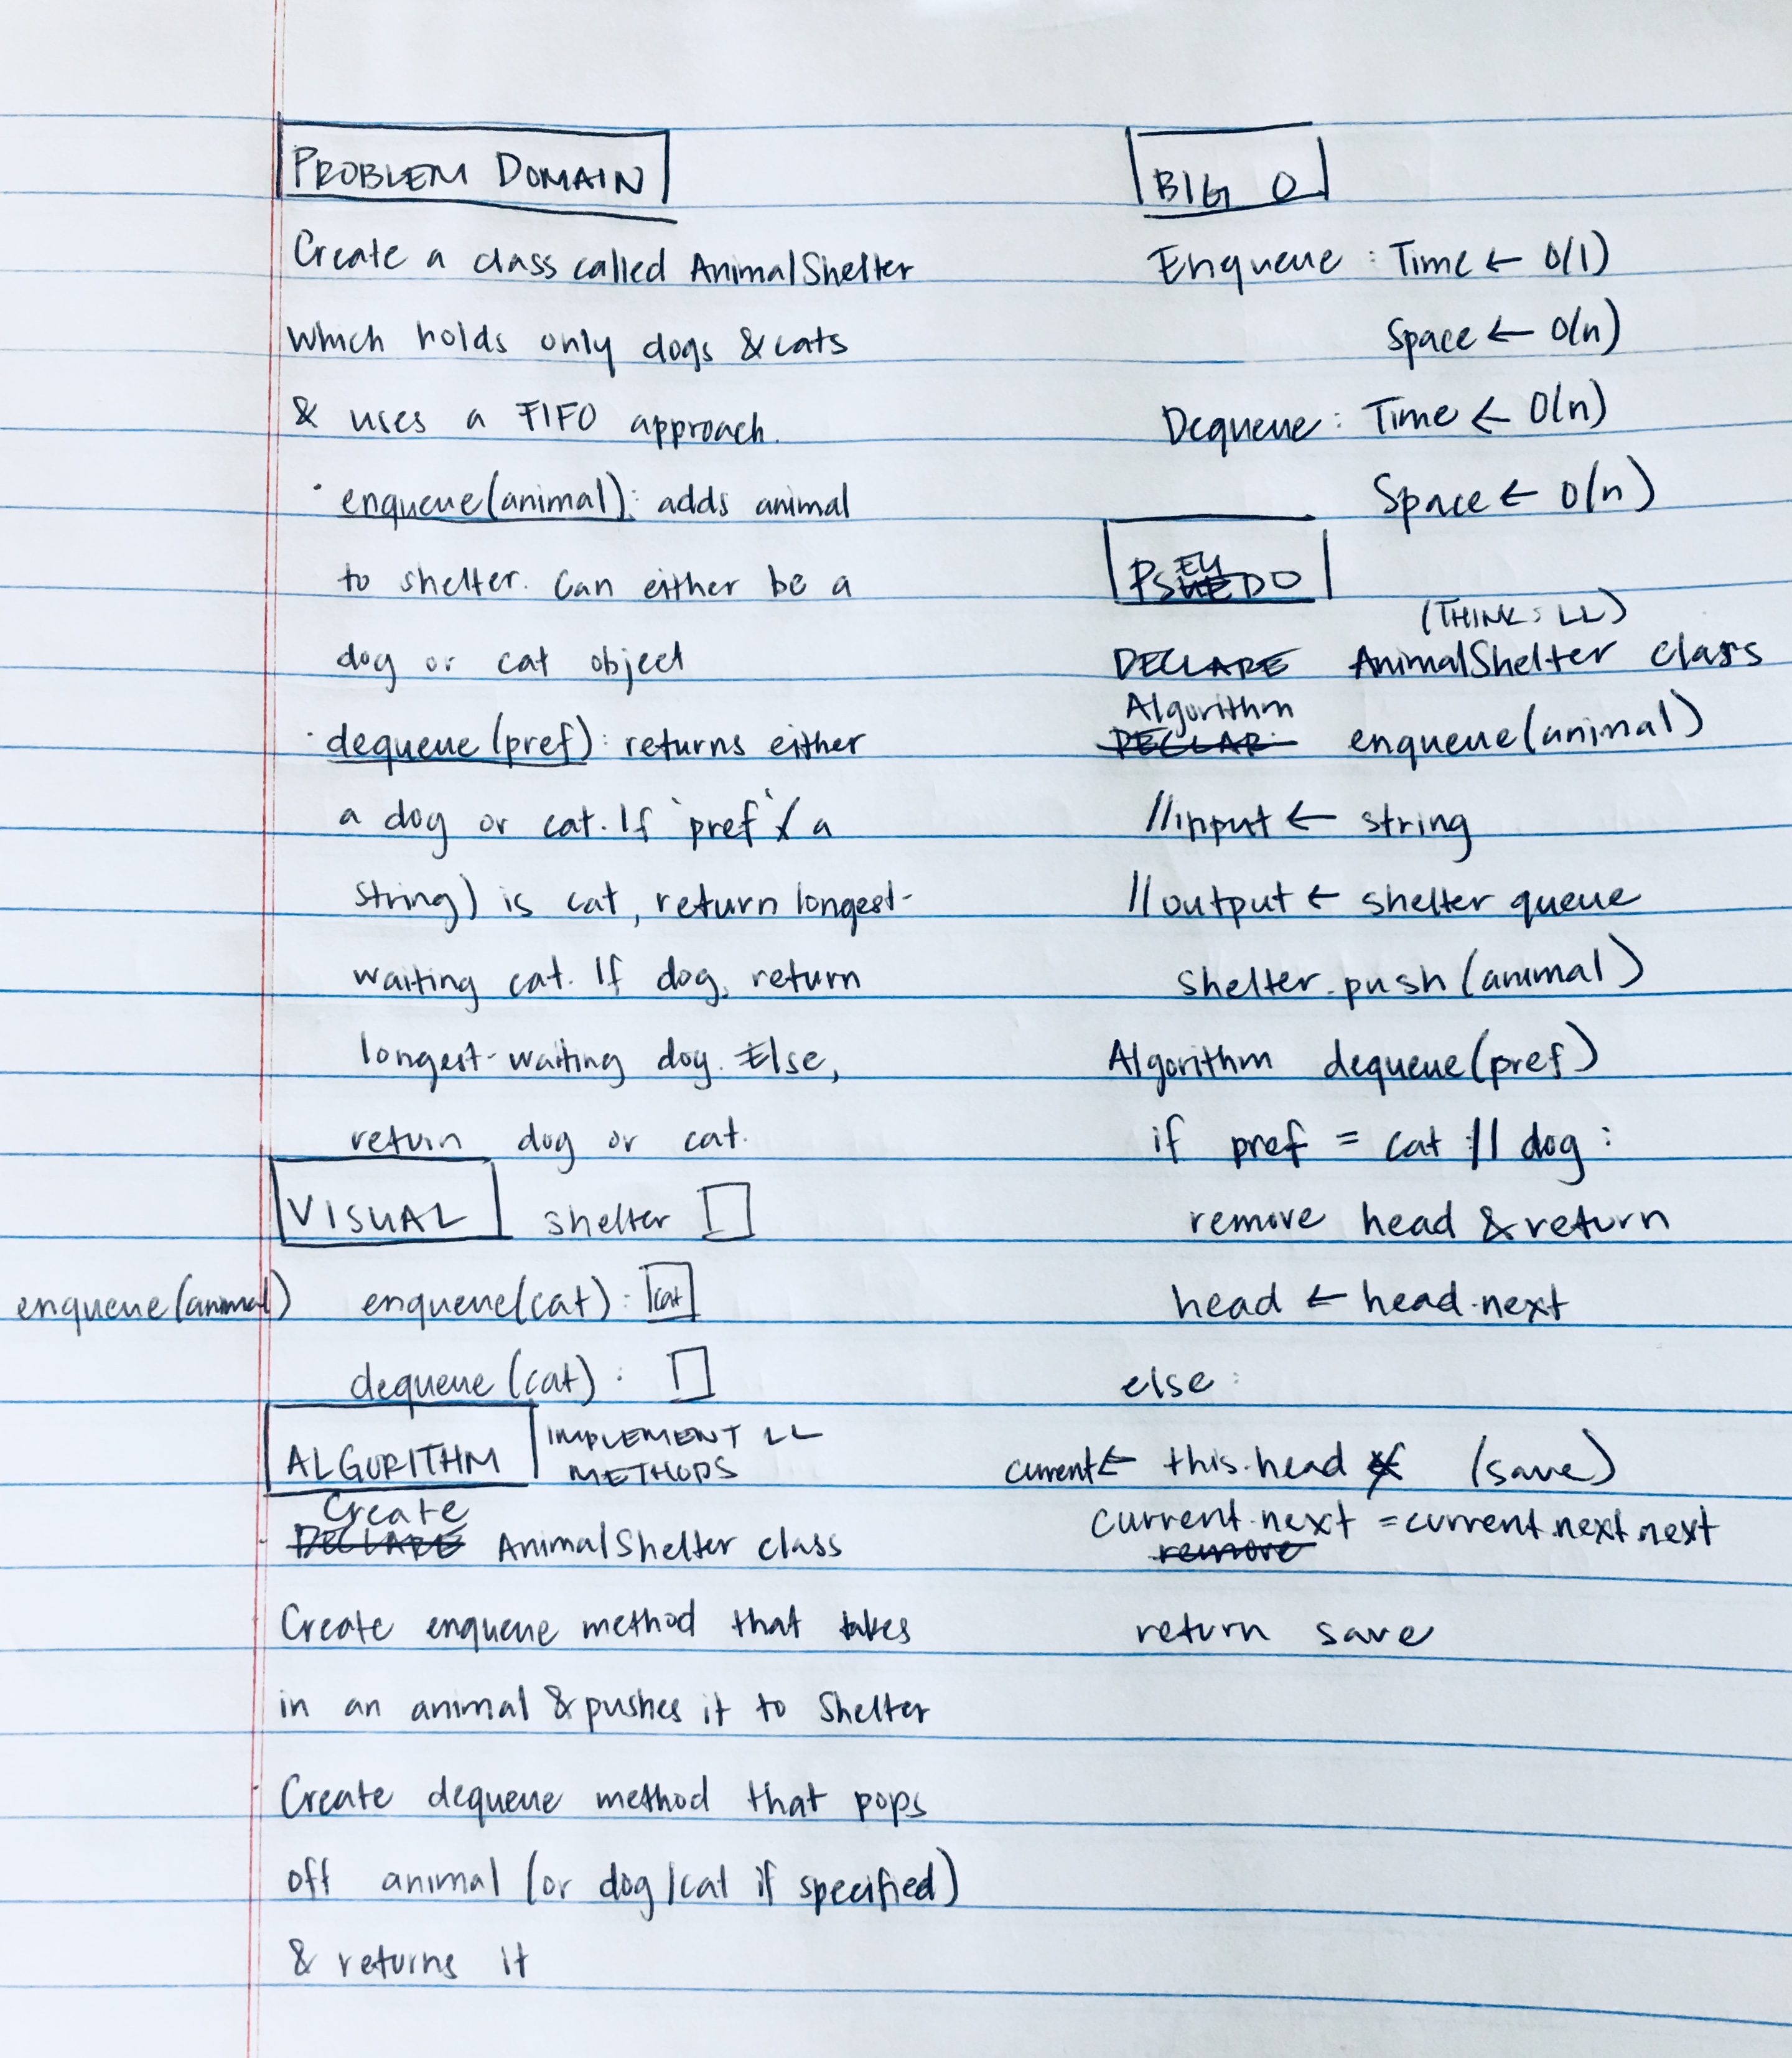 PROBLEM DOMAIN
Create a class called AnimalShelter
which holds only dogs & cats
& uses a FIFO approach.
· enqueue(animal): adds animal
to shelter. Can either be a
dog or cat object
· dequeue (pref): returns either
a dog or cat. If 'pref' (a
string) is cat, return longest-
waiting cat. If dog, return
longest-waiting dog. Else,
return dog or cat.
VISUAL shelter
enqueue(animal) enqueue(cat): cat
dequeue (cat):
ALGORITHM IMPLEMENT LL
METHODS
Create
- DECLARE AnimalShelter class
· Create enqueue method that takes
in an animal & pushes it to Shelter
· Create dequeue method that pops
off animal (or dog/cat if specified)
& returns it
BIG O
Enqueue: Time ← O(1)
Space ← O(n)
Dequeue: Time ← O(n)
Space ← O(n)
PSEUDO
(THINK: LL)
DECLARE AnimalShelter class
Algorithm
DECLAR enqueue(animal)
//input ← string
//output ← shelter queue
shelter.push(animal)
Algorithm dequeue(pref)
if pref = cat || dog:
remove head & return
head ← head.next
else:
current ← this.head (save)
current.next = current.next.next
remove
return save